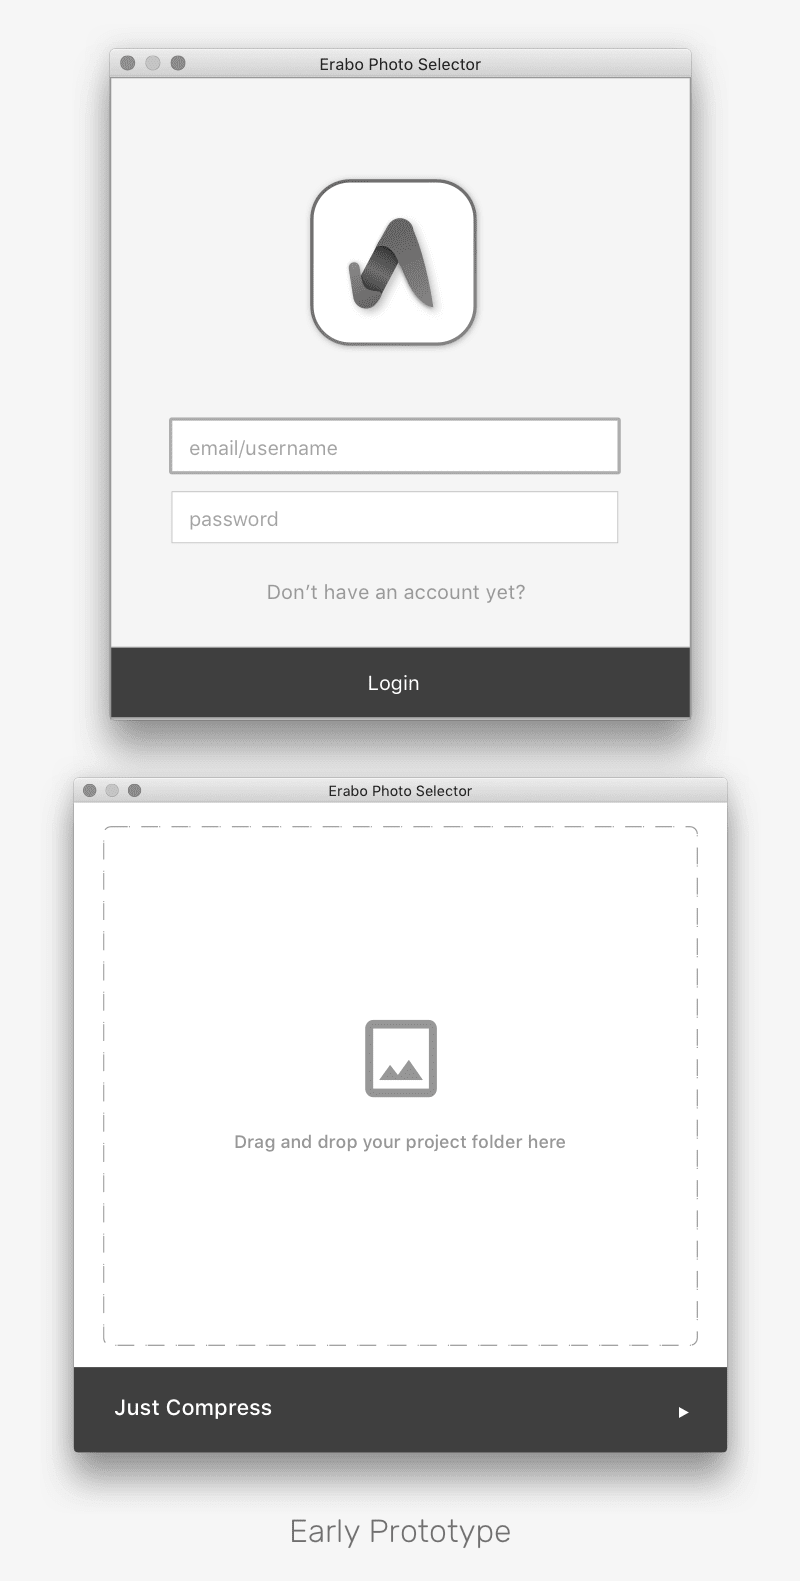 Erabo Photo Selector
email/username
password
Don’t have an account yet?
Login
Erabo Photo Selector
Drag and drop your project folder here
Just Compress
Early Prototype